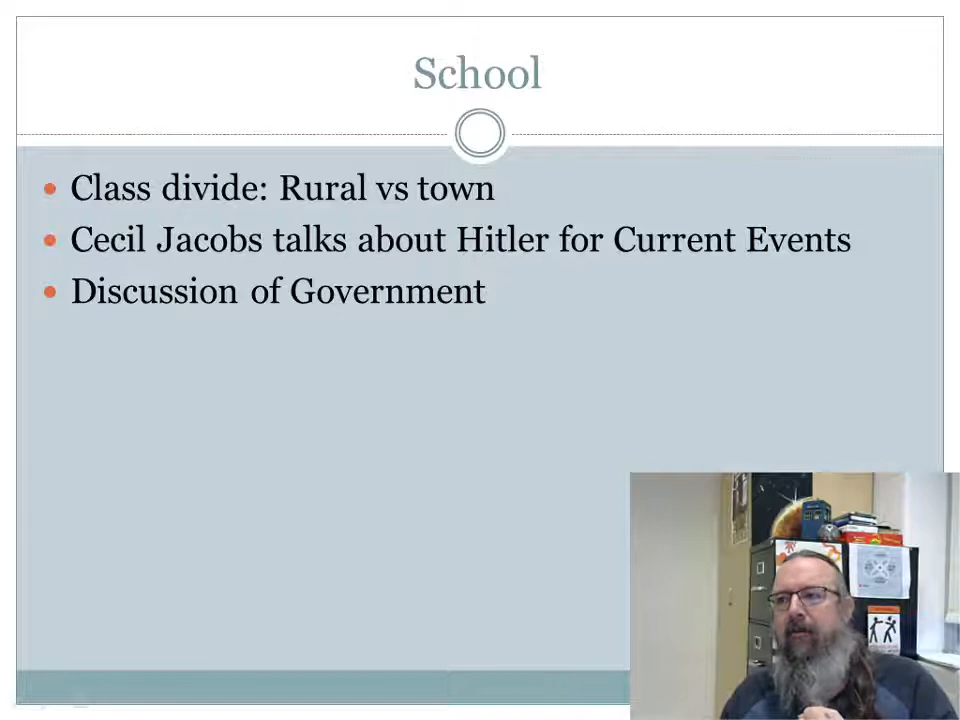 School
Class divide: Rural vs town
Cecil Jacobs talks about Hitler for Current Events
Discussion of Government